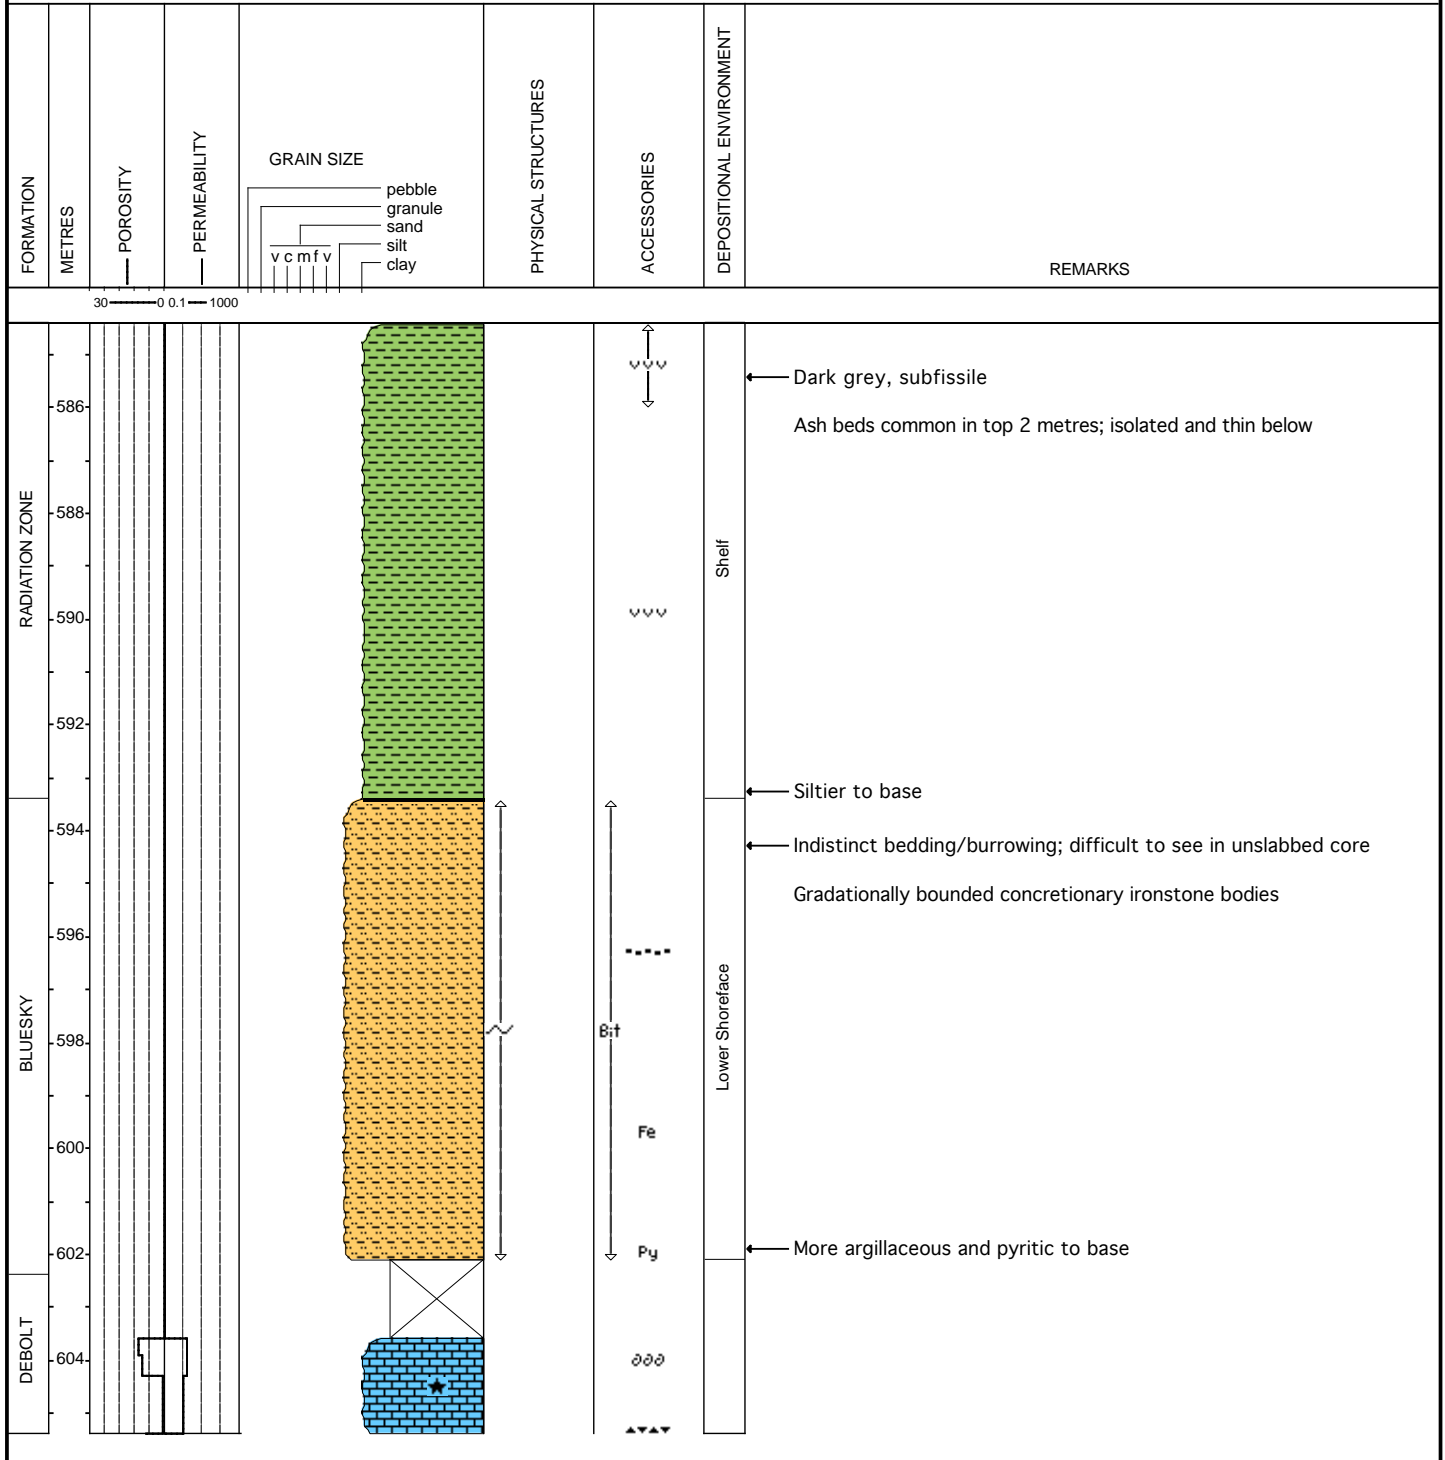 FORMATION
METRES
POROSITY
PERMEABILITY
GRAIN SIZE
pebble
granule
sand
silt
v c m f v
clay
PHYSICAL STRUCTURES
ACCESSORIES
DEPOSITIONAL ENVIRONMENT
REMARKS
30 0 0.1 1000
RADIATION ZONE
BLUESKY
DEBOLT
586
588
590
592
594
596
598
600
602
604
v v v
v v v
Bit
Fe
Py
Shelf
Lower Shoreface
Dark grey, subfissile
Ash beds common in top 2 metres; isolated and thin below
Siltier to base
Indistinct bedding/burrowing; difficult to see in unslabbed core
Gradationally bounded concretionary ironstone bodies
More argillaceous and pyritic to base